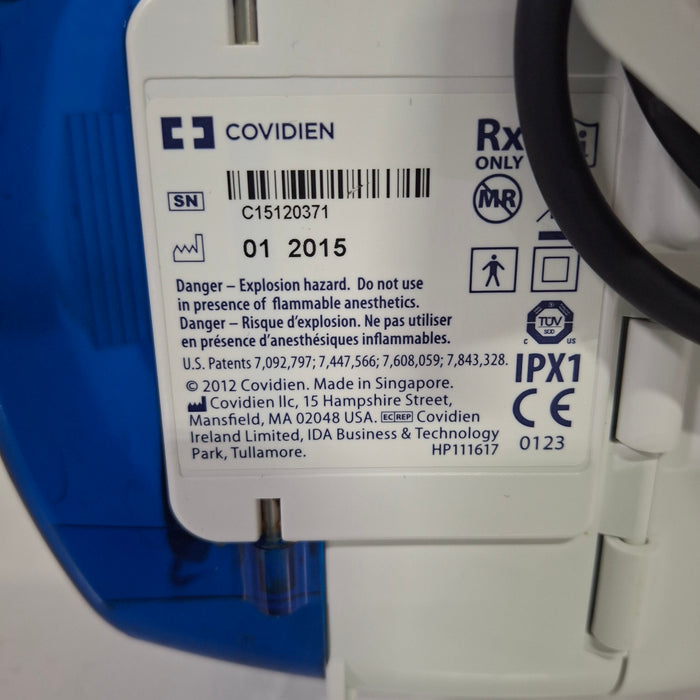 COVIDIEN
Rx
ONLY
SN
C15120371
MR
01 2015
Danger – Explosion hazard. Do not use
in presence of flammable anesthetics.
Danger – Risque d'explosion. Ne pas utiliser
en présence d'anesthésiques inflammables.
TÜV
SÜD
C US
U.S. Patents 7,092,797; 7,447,566; 7,608,059; 7,843,328.
IPX1
© 2012 Covidien. Made in Singapore.
Covidien llc, 15 Hampshire Street,
Mansfield, MA 02048 USA. EC REP Covidien
Ireland Limited, IDA Business & Technology
Park, Tullamore. HP111617
CE
0123